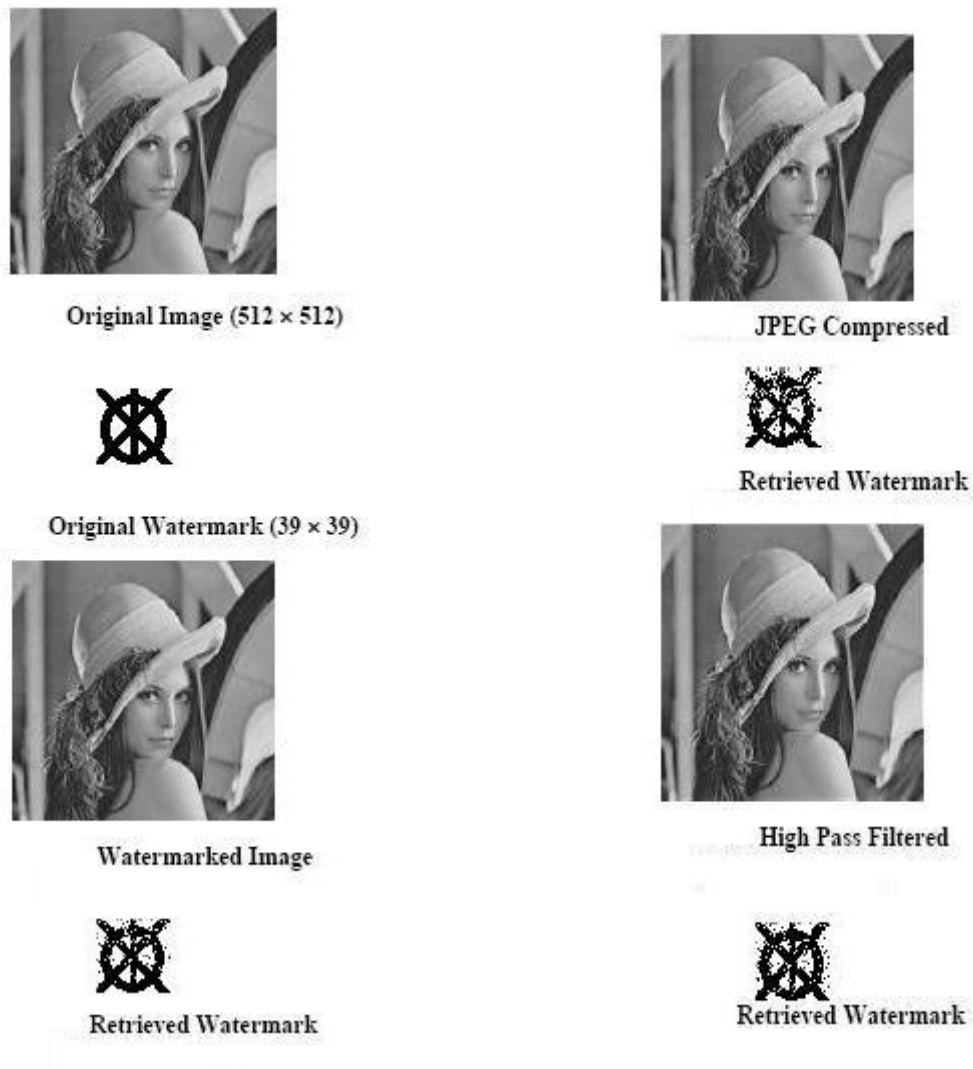 Original Image (512 × 512)
Original Watermark (39 × 39)
Watermarked Image
Retrieved Watermark
JPEG Compressed
Retrieved Watermark
High Pass Filtered
Retrieved Watermark